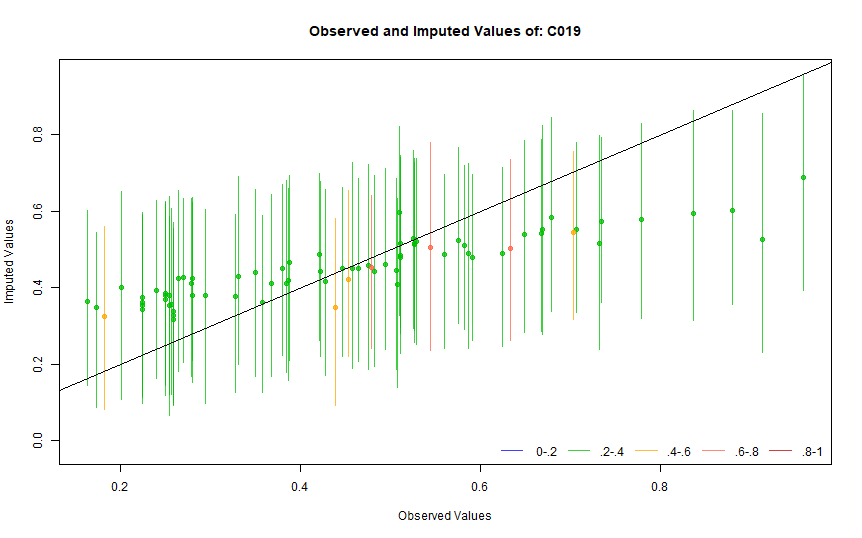 Observed and Imputed Values of: C019
Imputed Values
0.8
0.6
0.4
0.2
0.0
0-.2 .2-.4 .4-.6 .6-.8 .8-1
0.2 0.4 0.6 0.8
Observed Values